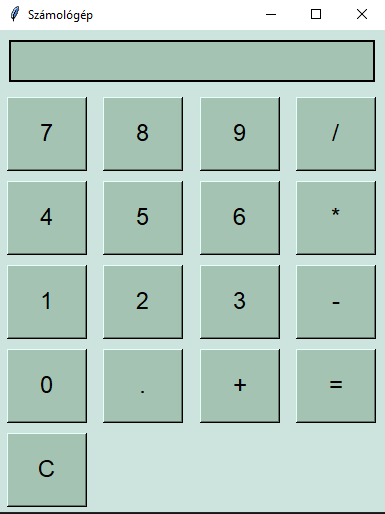 Számológép
7 8 9 /
4 5 6 *
1 2 3 -
0 . + =
C